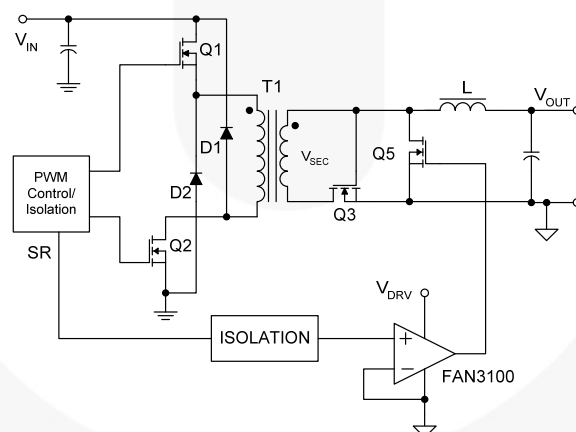 V_IN
Q1
T1
L
V_OUT
D1
V_SEC
Q5
PWM
Control/
Isolation
D2
Q3
SR
Q2
V_DRV
ISOLATION
+
−
FAN3100